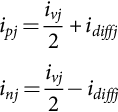 i_{pj} = \frac{i_{vj}}{2} + i_{diffj}
i_{nj} = \frac{i_{vj}}{2} - i_{diffj}